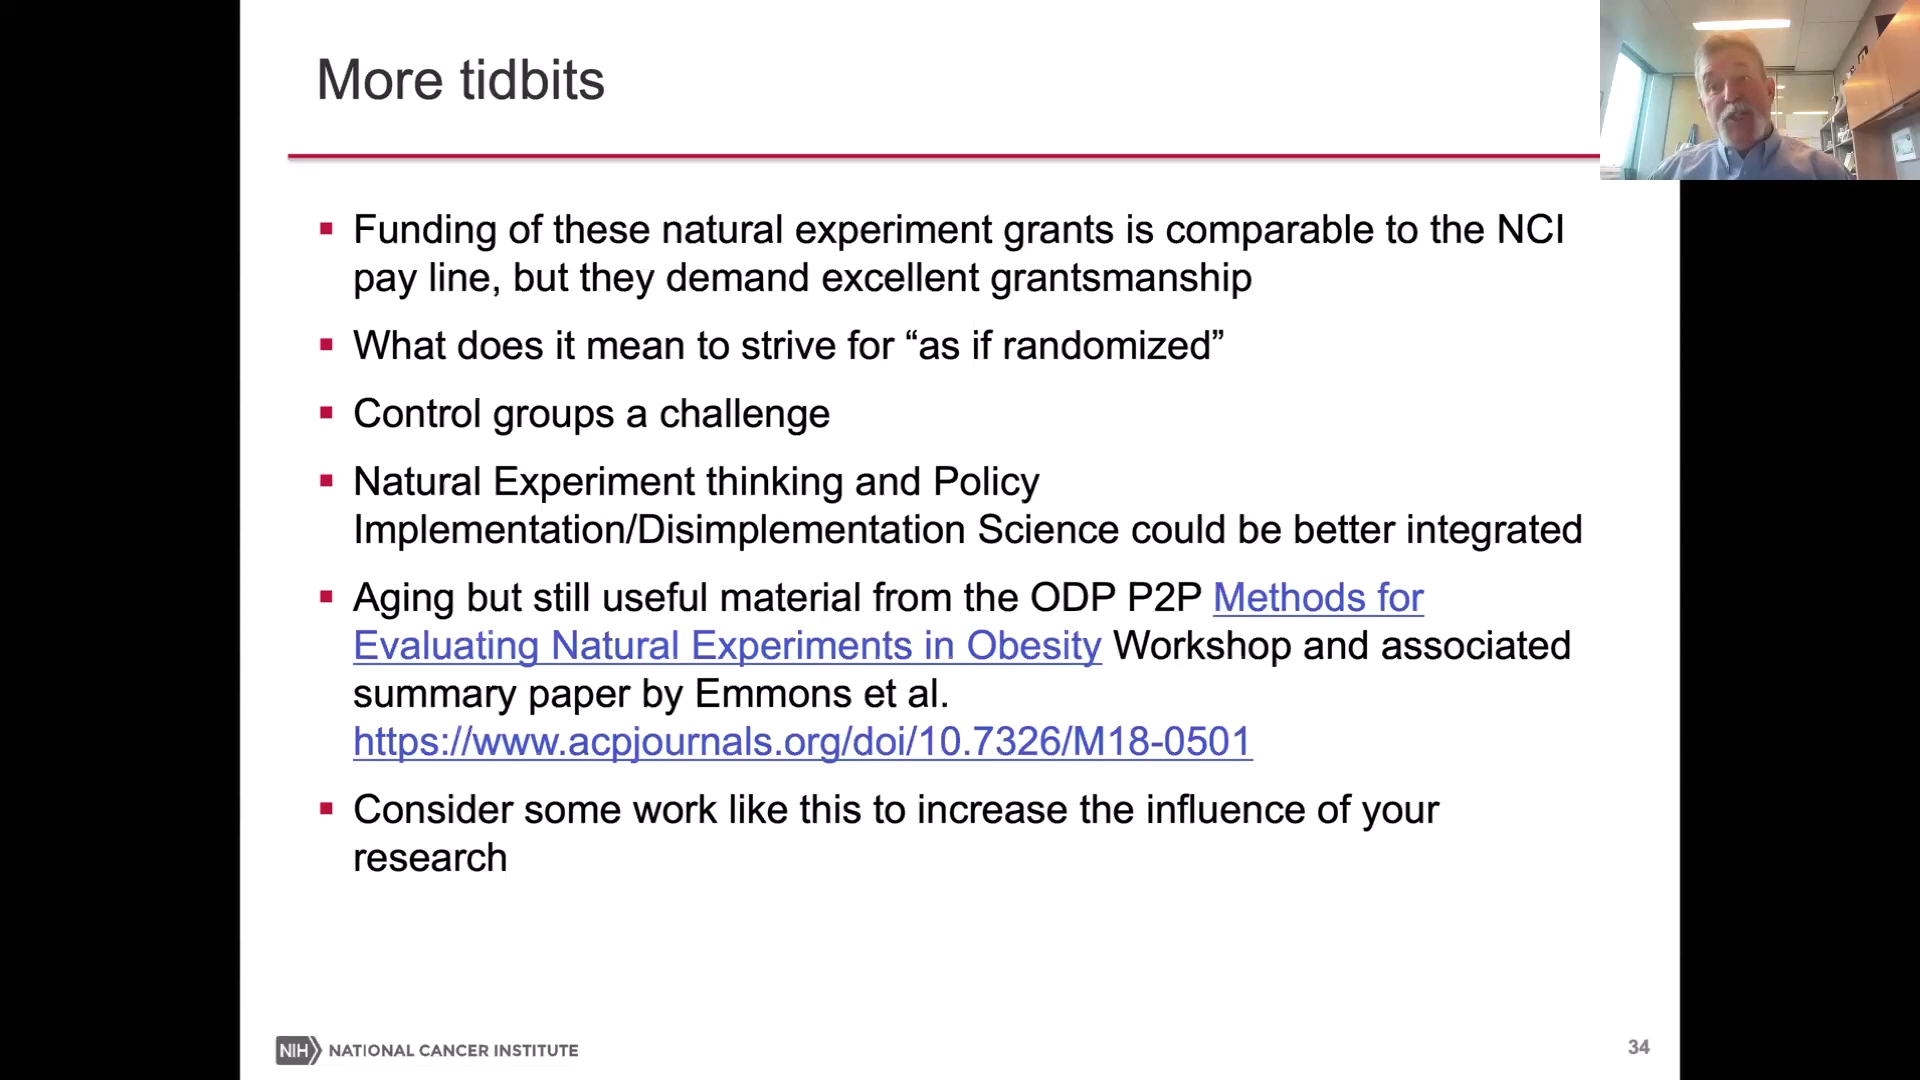 More tidbits
Funding of these natural experiment grants is comparable to the NCI
pay line, but they demand excellent grantsmanship
What does it mean to strive for “as if randomized”
Control groups a challenge
Natural Experiment thinking and Policy
Implementation/Disimplementation Science could be better integrated
Aging but still useful material from the ODP P2P Methods for
Evaluating Natural Experiments in Obesity Workshop and associated
summary paper by Emmons et al.
https://www.acpjournals.org/doi/10.7326/M18-0501
Consider some work like this to increase the influence of your
research
NIH NATIONAL CANCER INSTITUTE
34